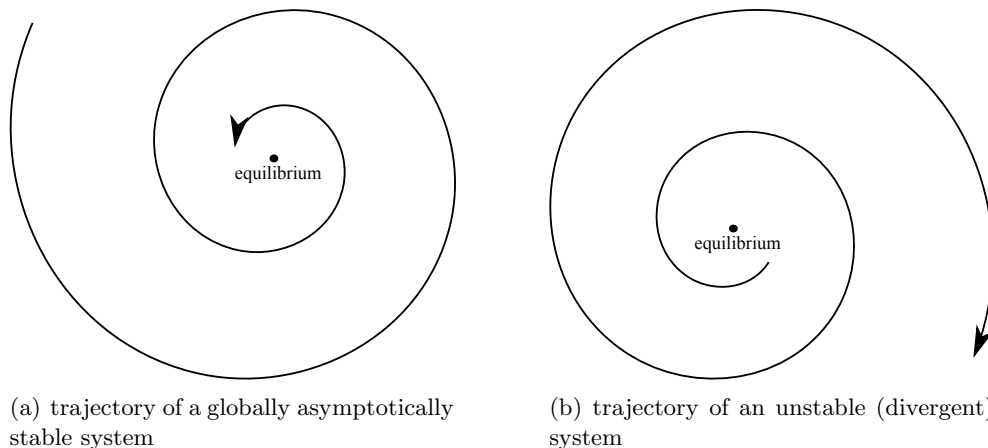 equilibrium
equilibrium
(a) trajectory of a globally asymptotically
stable system
(b) trajectory of an unstable (divergent)
system